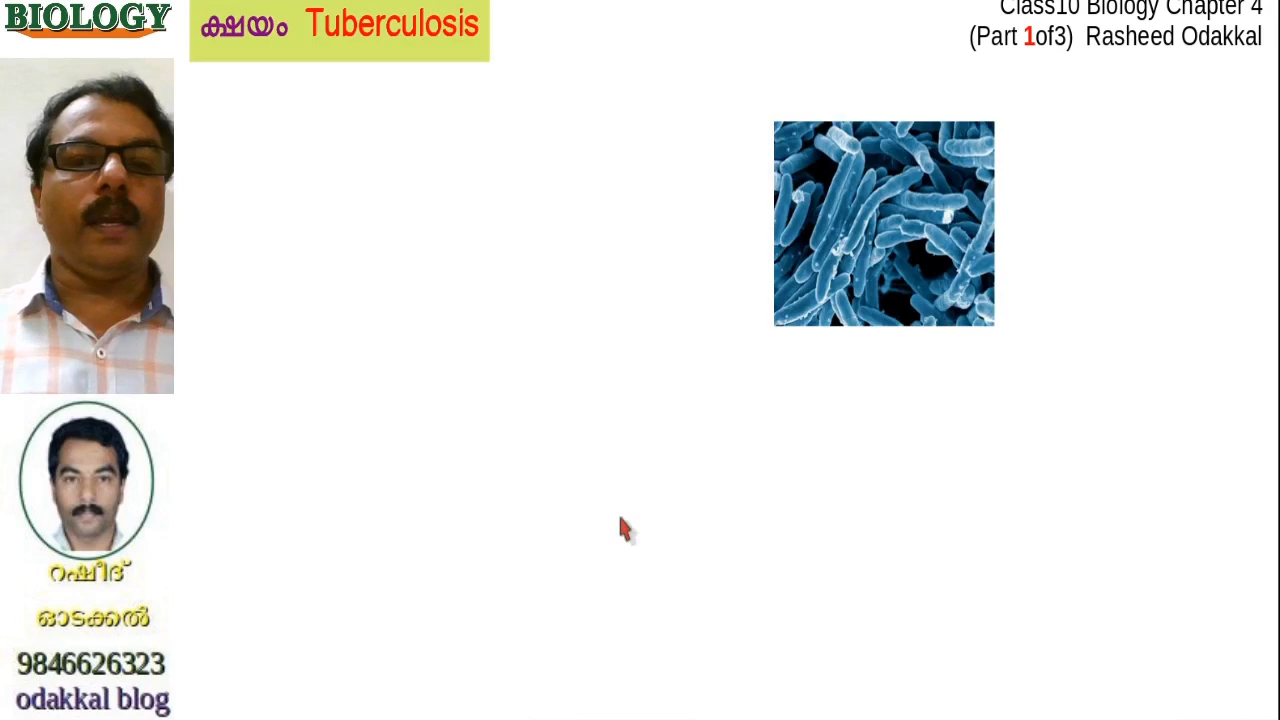 BIOLOGY
ക്ഷയം Tuberculosis
Class10 Biology Chapter 4
(Part 1of3) Rasheed Odakkal
റഷീദ്
ഓടക്കൽ
9846626323
odakkal blog